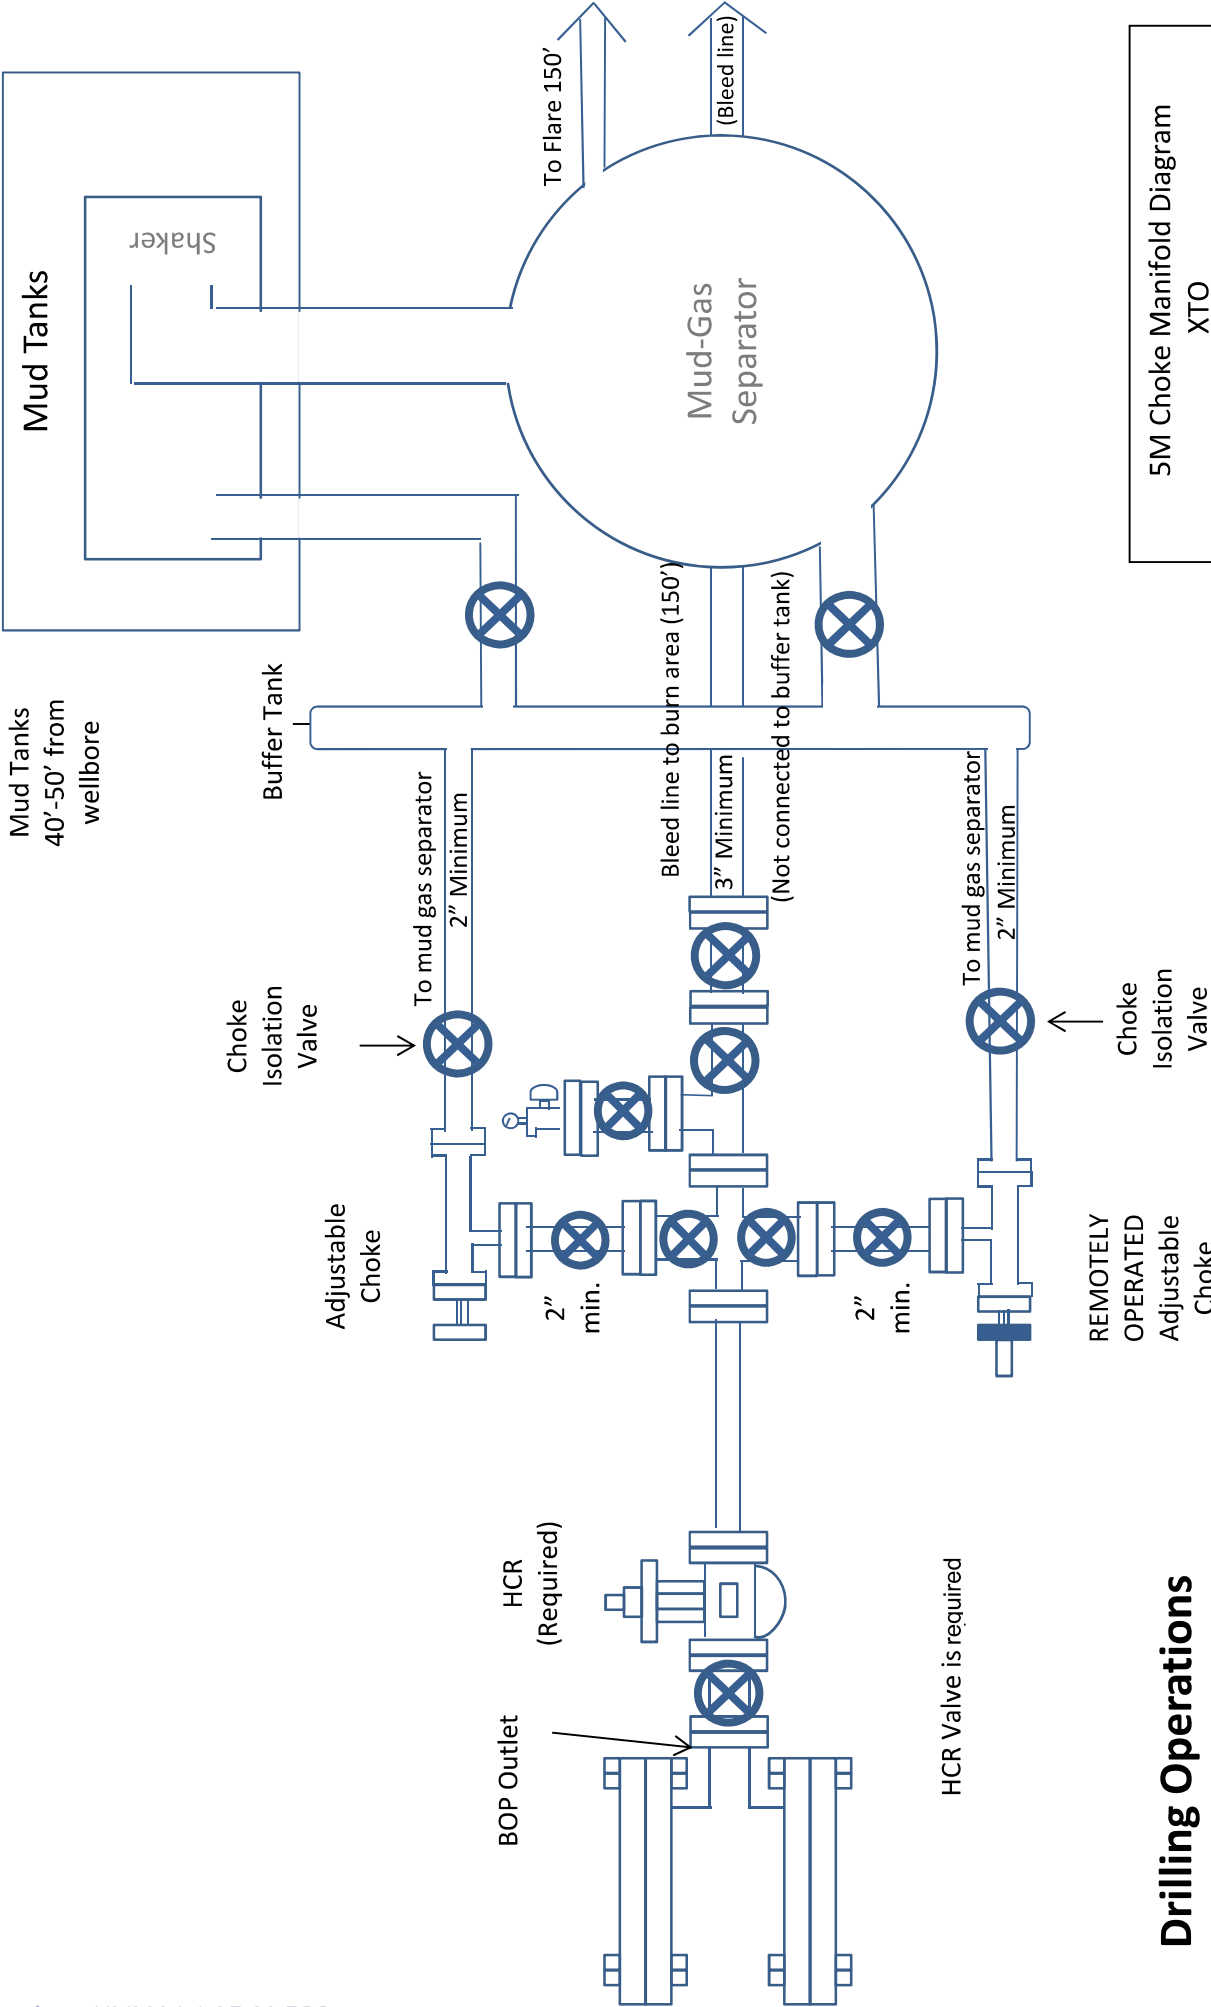 Mud Tanks
Shaker
Mud Tanks
40’-50’ from
wellbore
To Flare 150’
(Bleed line)
Mud-Gas
Separator
Buffer Tank
Bleed line to burn area (150’)
3” Minimum
(Not connected to buffer tank)
To mud gas separator
2” Minimum
To mud gas separator
2” Minimum
Choke
Isolation
Valve
Choke
Isolation
Valve
Adjustable
Choke
2”
min.
2”
min.
REMOTELY
OPERATED
Adjustable
Choke
HCR
(Required)
BOP Outlet
HCR Valve is required
Drilling Operations
5M Choke Manifold Diagram
XTO